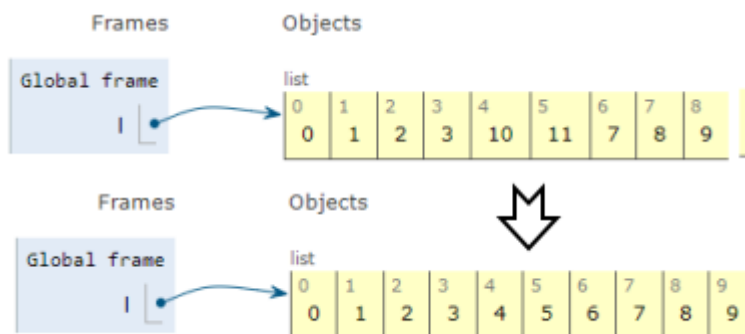 Frames Objects
Global frame
list
0 1 2 3 4 5 6 7 8
l
0 1 2 3 10 11 7 8 9
Frames Objects
Global frame
list
0 1 2 3 4 5 6 7 8 9
l
0 1 2 3 4 5 6 7 8 9